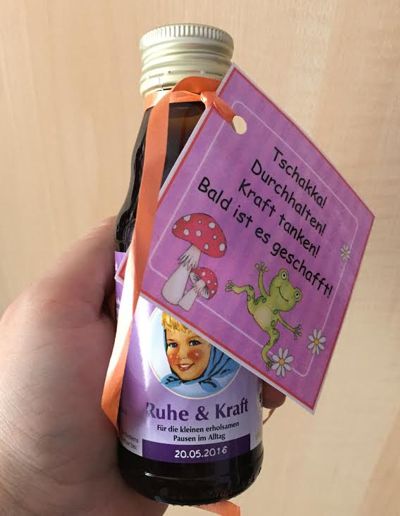 Tschakka!
Durchhalten!
Kraft tanken!
Bald ist es geschafft!
Ruhe & Kraft
Für die kleinen erholsamen
Pausen im Alltag
20.05.2016